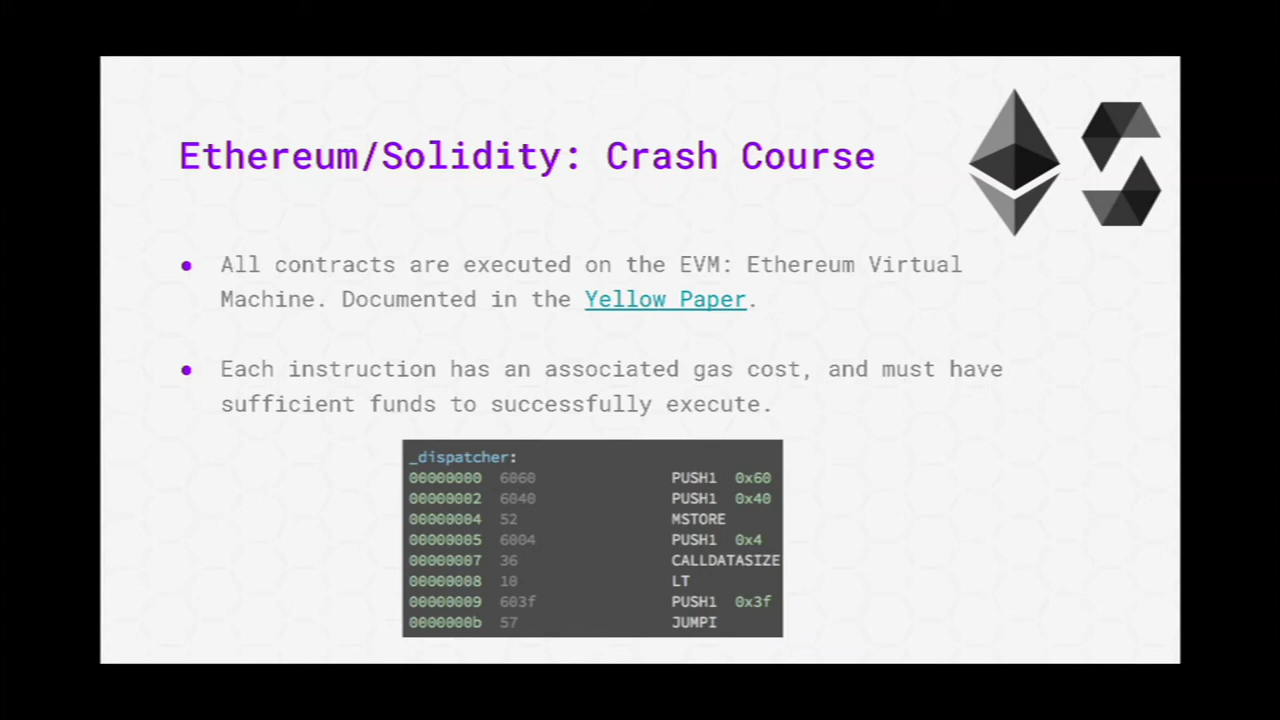 Ethereum/Solidity: Crash Course
● All contracts are executed on the EVM: Ethereum Virtual
Machine. Documented in the Yellow Paper.
● Each instruction has an associated gas cost, and must have
sufficient funds to successfully execute.
_dispatcher:
00000000 6060 PUSH1 0x60
00000002 6040 PUSH1 0x40
00000004 52 MSTORE
00000005 6004 PUSH1 0x4
00000007 36 CALLDATASIZE
00000008 10 LT
00000009 603f PUSH1 0x3f
0000000b 57 JUMPI